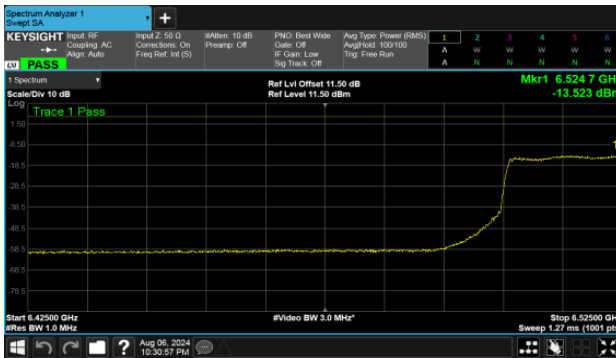 Spectrum Analyzer 1
Swept SA
+
KEYSIGHT Input: RF Input Z: 50 Ω #Atten: 10 dB PNO: Best Wide Avg Type: Power (RMS) 1 2 3 4 5 6
Coupling: AC Corrections: On Preamp: Off Gate: Off Avg|Hold: 100/100 A W W W W W
Align: Auto Freq Ref: Int (S) IF Gain: Low Trig: Free Run
LXI PASS Sig Track: Off A N N N N N
1 Spectrum Ref Lvl Offset 11.50 dB Mkr1 6.524 7 GH
Scale/Div 10 dB Ref Level 11.50 dBm -13.523 dBr
Log Trace 1 Pass
1.50
-8.50
1
-18.5
-28.5
-38.5
-48.5
-58.5
-68.5
-78.5
Start 6.42500 GHz #Video BW 3.0 MHz* Stop 6.52500 GH
#Res BW 1.0 MHz Sweep 1.27 ms (1001 pts
? Aug 06, 2024
10:30:57 PM